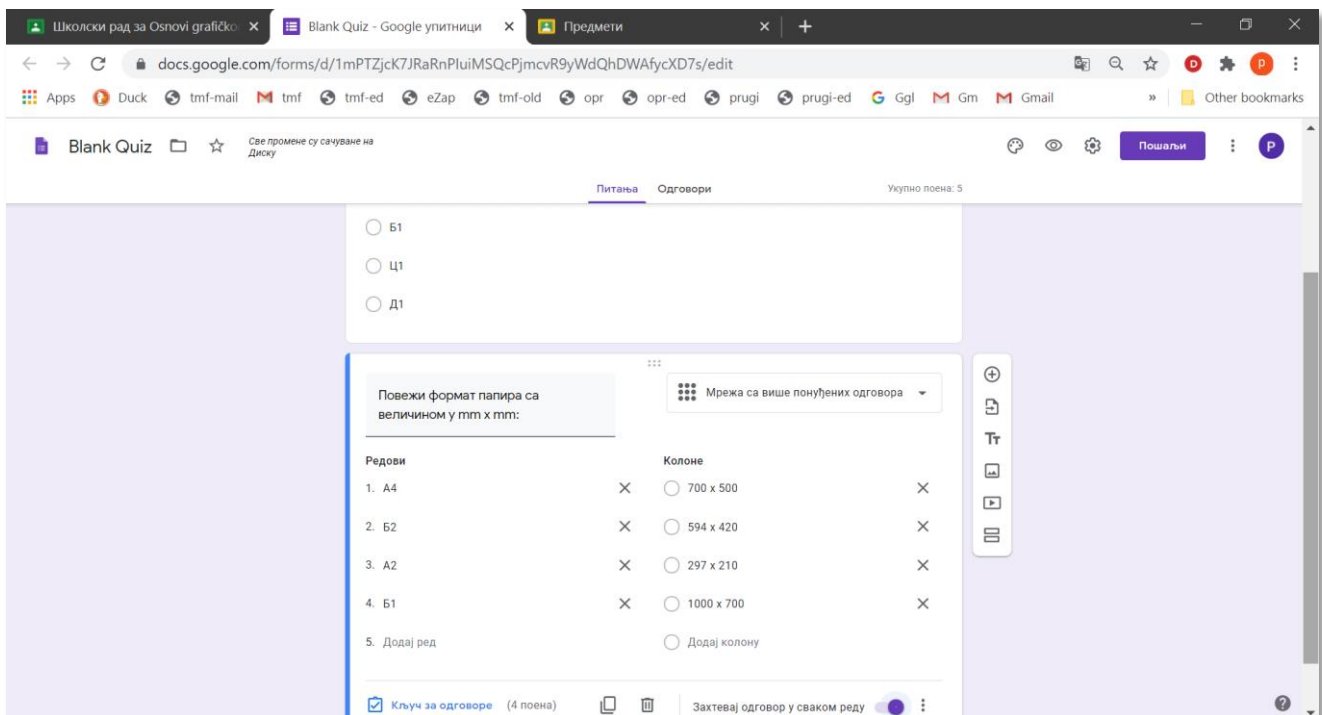 Школски рад за Osnovi grafičko
Blank Quiz - Google упитници
Предмети
docs.google.com/forms/d/1mPTZjcK7JRaRnPIuiMSQcPjmcvR9yWdQhDWAfycXD7s/edit
D
P
Apps Duck tmf-mail tmf tmf-ed eZap tmf-old opr opr-ed prugi prugi-ed Ggl Gm Gmail » Other bookmarks
Blank Quiz
Све промене су сачуване на
Диску
Пошаљи
P
Питања Одговори Укупно поена: 5
Б1
Ц1
Д1
Повежи формат папира са
величином у mm x mm:
Мрежа са више понуђених одговора
Редови Колоне
1. А4 700 x 500
2. Б2 594 x 420
3. А2 297 x 210
4. Б1 1000 x 700
5. Додај ред Додај колону
Кључ за одговоре (4 поена) Захтевај одговор у сваком реду